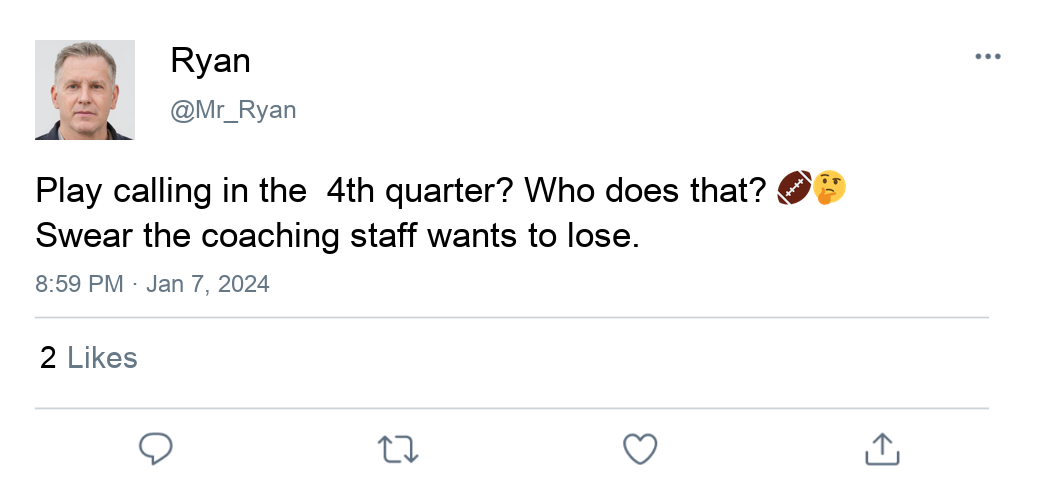 Ryan
@Mr_Ryan
Play calling in the  4th quarter? Who does that? 🏈🤔
Swear the coaching staff wants to lose.
8:59 PM · Jan 7, 2024
2 Likes